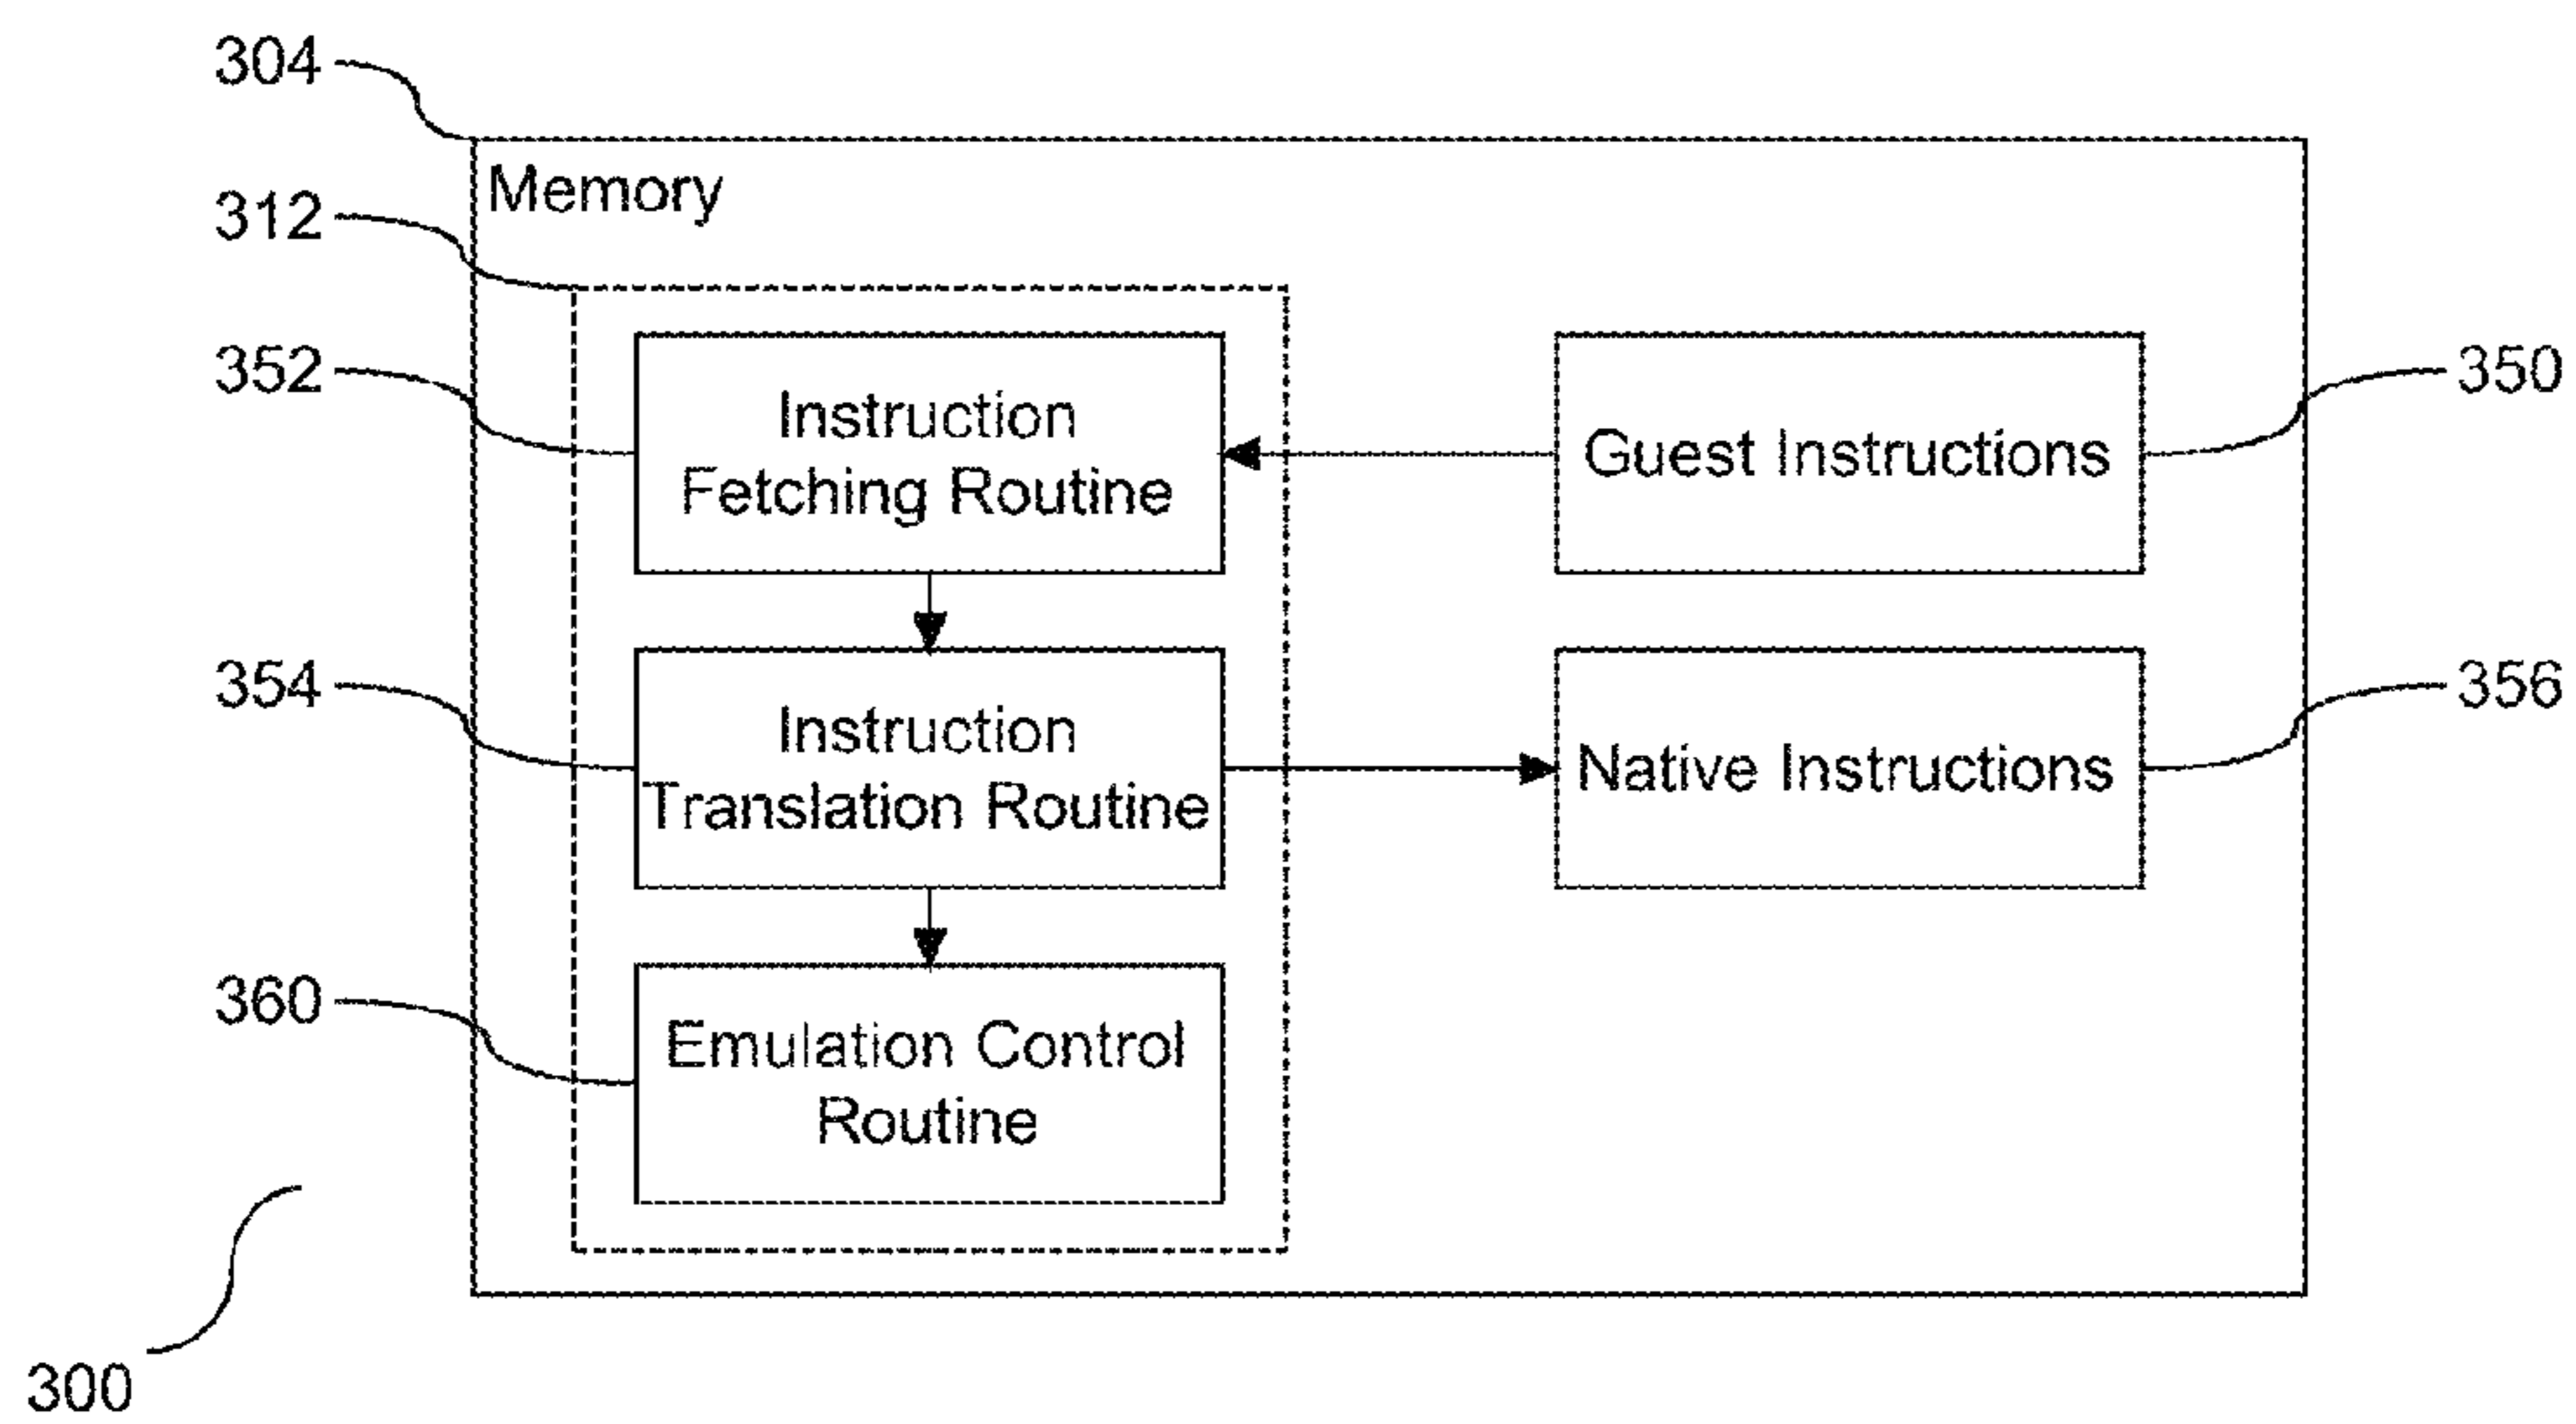 304
Memory
312
352
Instruction
Fetching Routine
Guest Instructions
350
354
Instruction
Translation Routine
Native Instructions
356
360
Emulation Control
Routine
300